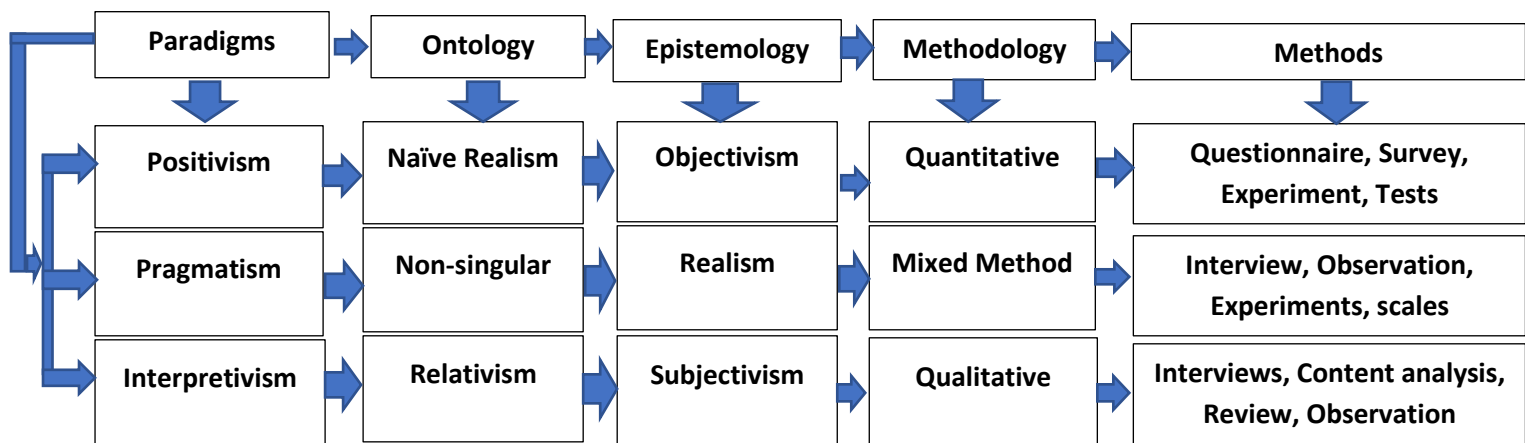 Paradigms
Ontology
Epistemology
Methodology
Methods
Positivism
Naïve Realism
Objectivism
Quantitative
Questionnaire, Survey,
Experiment, Tests
Pragmatism
Non-singular
Realism
Mixed Method
Interview, Observation,
Experiments, scales
Interpretivism
Relativism
Subjectivism
Qualitative
Interviews, Content analysis,
Review, Observation